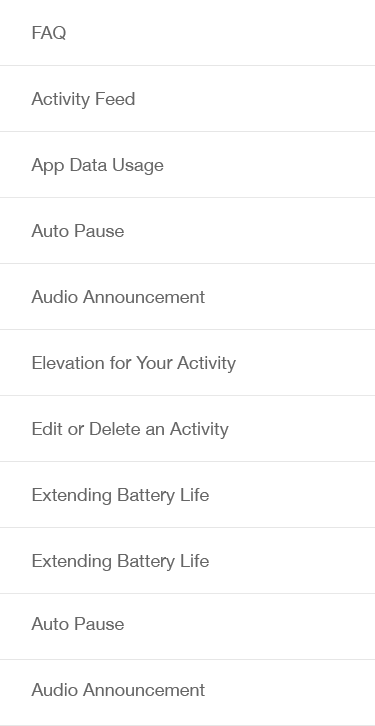 FAQ
Activity Feed
App Data Usage
Auto Pause
Audio Announcement
Elevation for Your Activity
Edit or Delete an Activity
Extending Battery Life
Extending Battery Life
Auto Pause
Audio Announcement